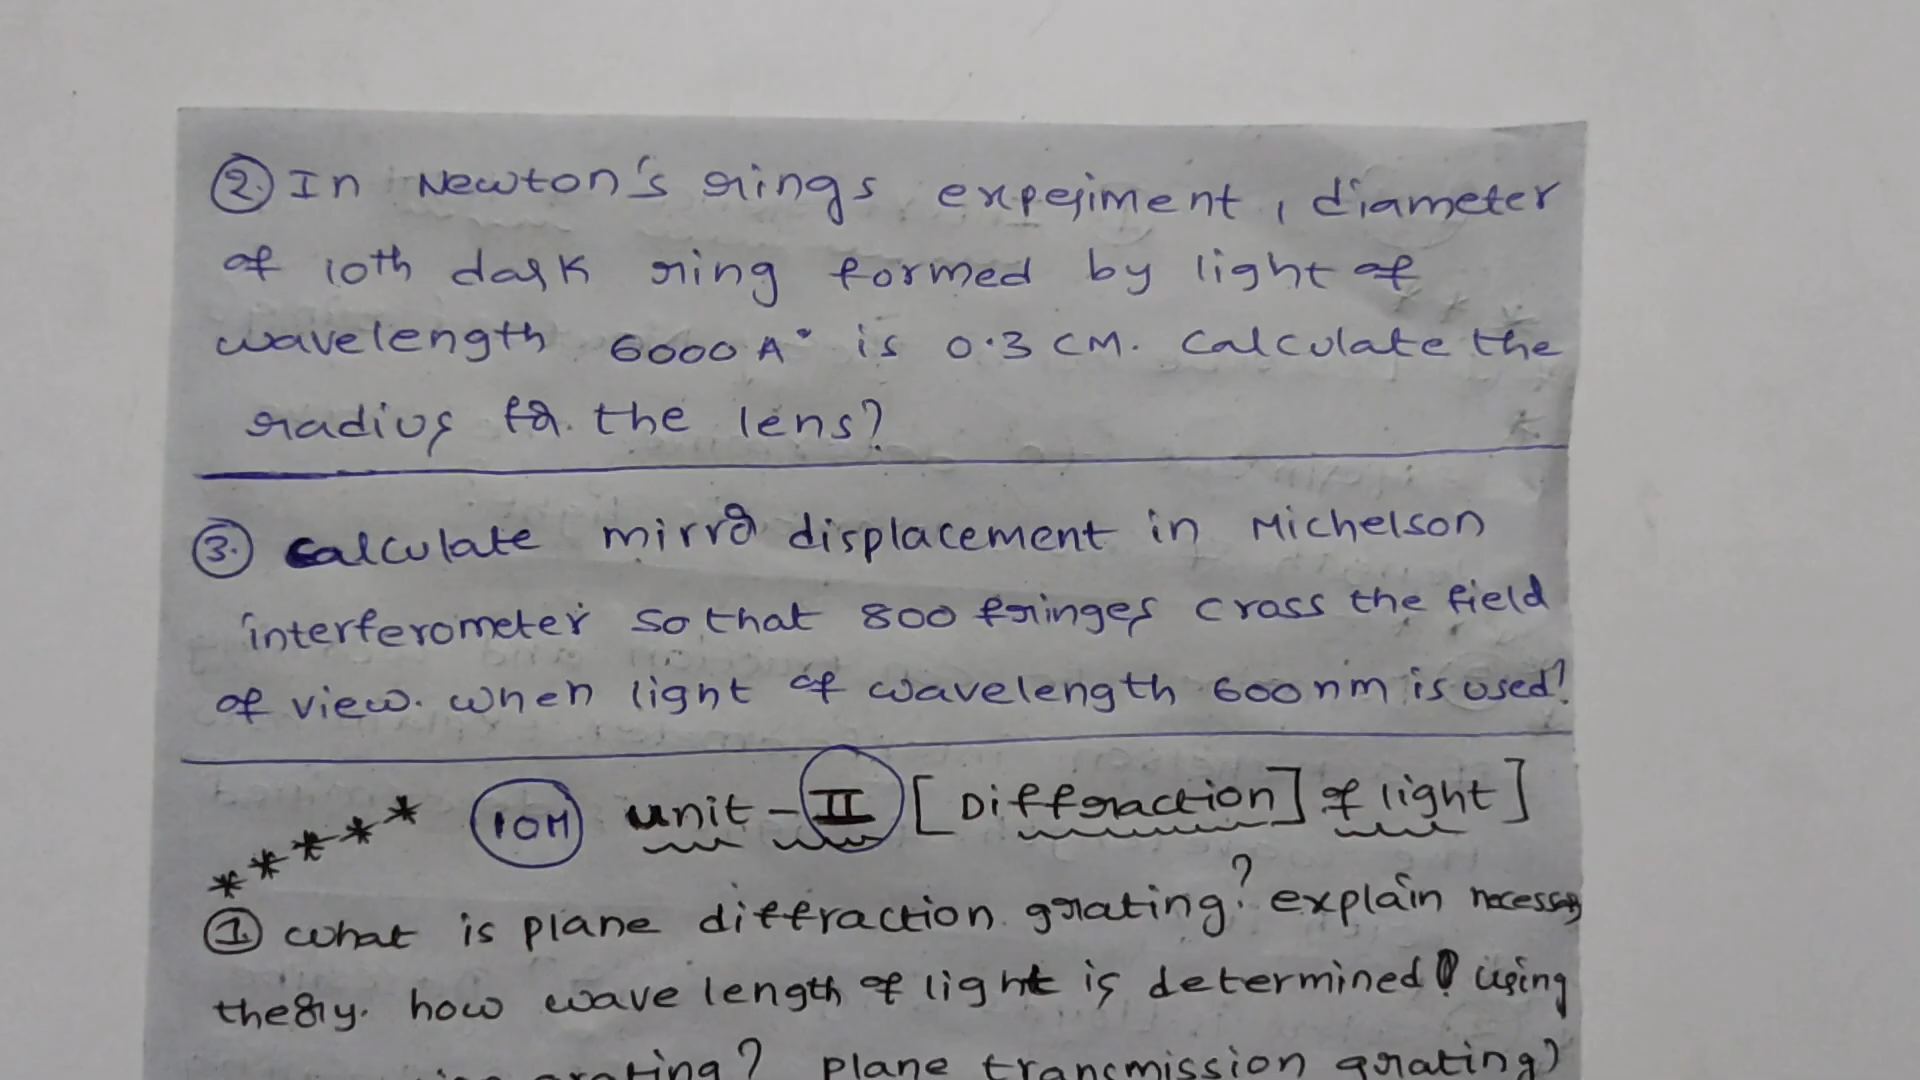 ② In Newton's rings experiment, diameter
of 10th dark ring formed by light of
wavelength 6000 A° is 0.3 CM. Calculate the
radius for the lens?
③ Calculate mirror displacement in Michelson
interferometer so that 800 fringes cross the field
of view. when light of wavelength 600nm is used?
***** 10M unit - II [Diffraction] of light]
① what is plane diffraction grating? explain necessary
theory. how wave length of light is determined? using
grating? plane transmission grating)